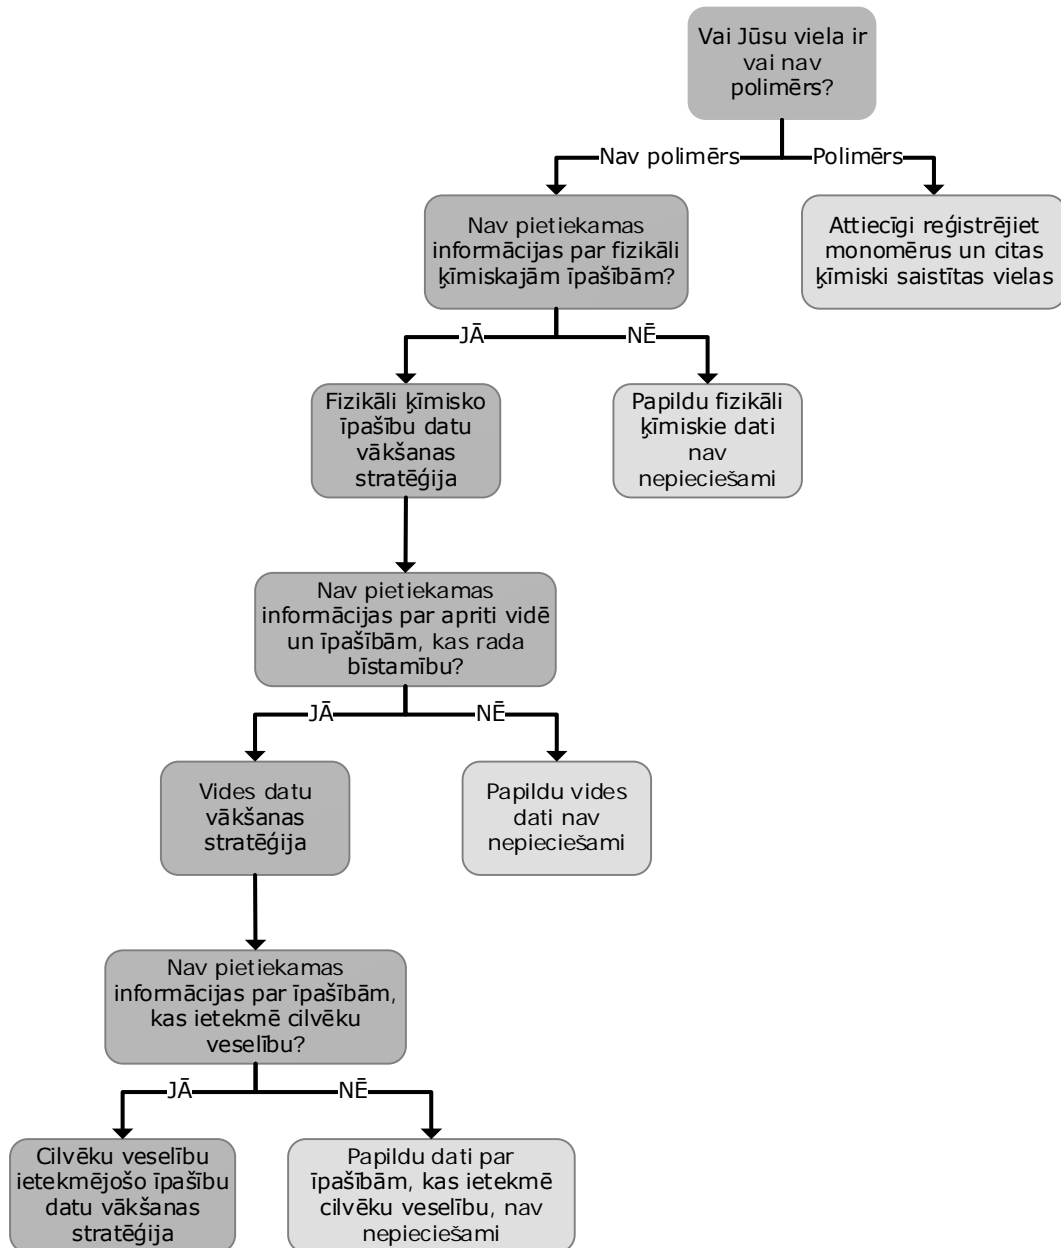 Vai Jūsu viela ir
vai nav
polimērs?
Nav polimērs
Polimērs
Nav pietiekamas
informācijas par fizikāli
ķīmiskajām īpašībām?
Attiecīgi reģistrējiet
monomērus un citas
ķīmiski saistītas vielas
JĀ
NĒ
Fizikāli ķīmisko
īpašību datu
vākšanas
stratēģija
Papildu fizikāli
ķīmiskie dati
nav
nepieciešami
Nav pietiekamas
informācijas par apriti vidē
un īpašībām, kas rada
bīstamību?
JĀ
NĒ
Vides datu
vākšanas
stratēģija
Papildu vides
dati nav
nepieciešami
Nav pietiekamas
informācijas par īpašībām,
kas ietekmē cilvēku
veselību?
JĀ
NĒ
Cilvēku veselību
ietekmējošo īpašību
datu vākšanas
stratēģija
Papildu dati par
īpašībām, kas ietekmē
cilvēku veselību, nav
nepieciešami